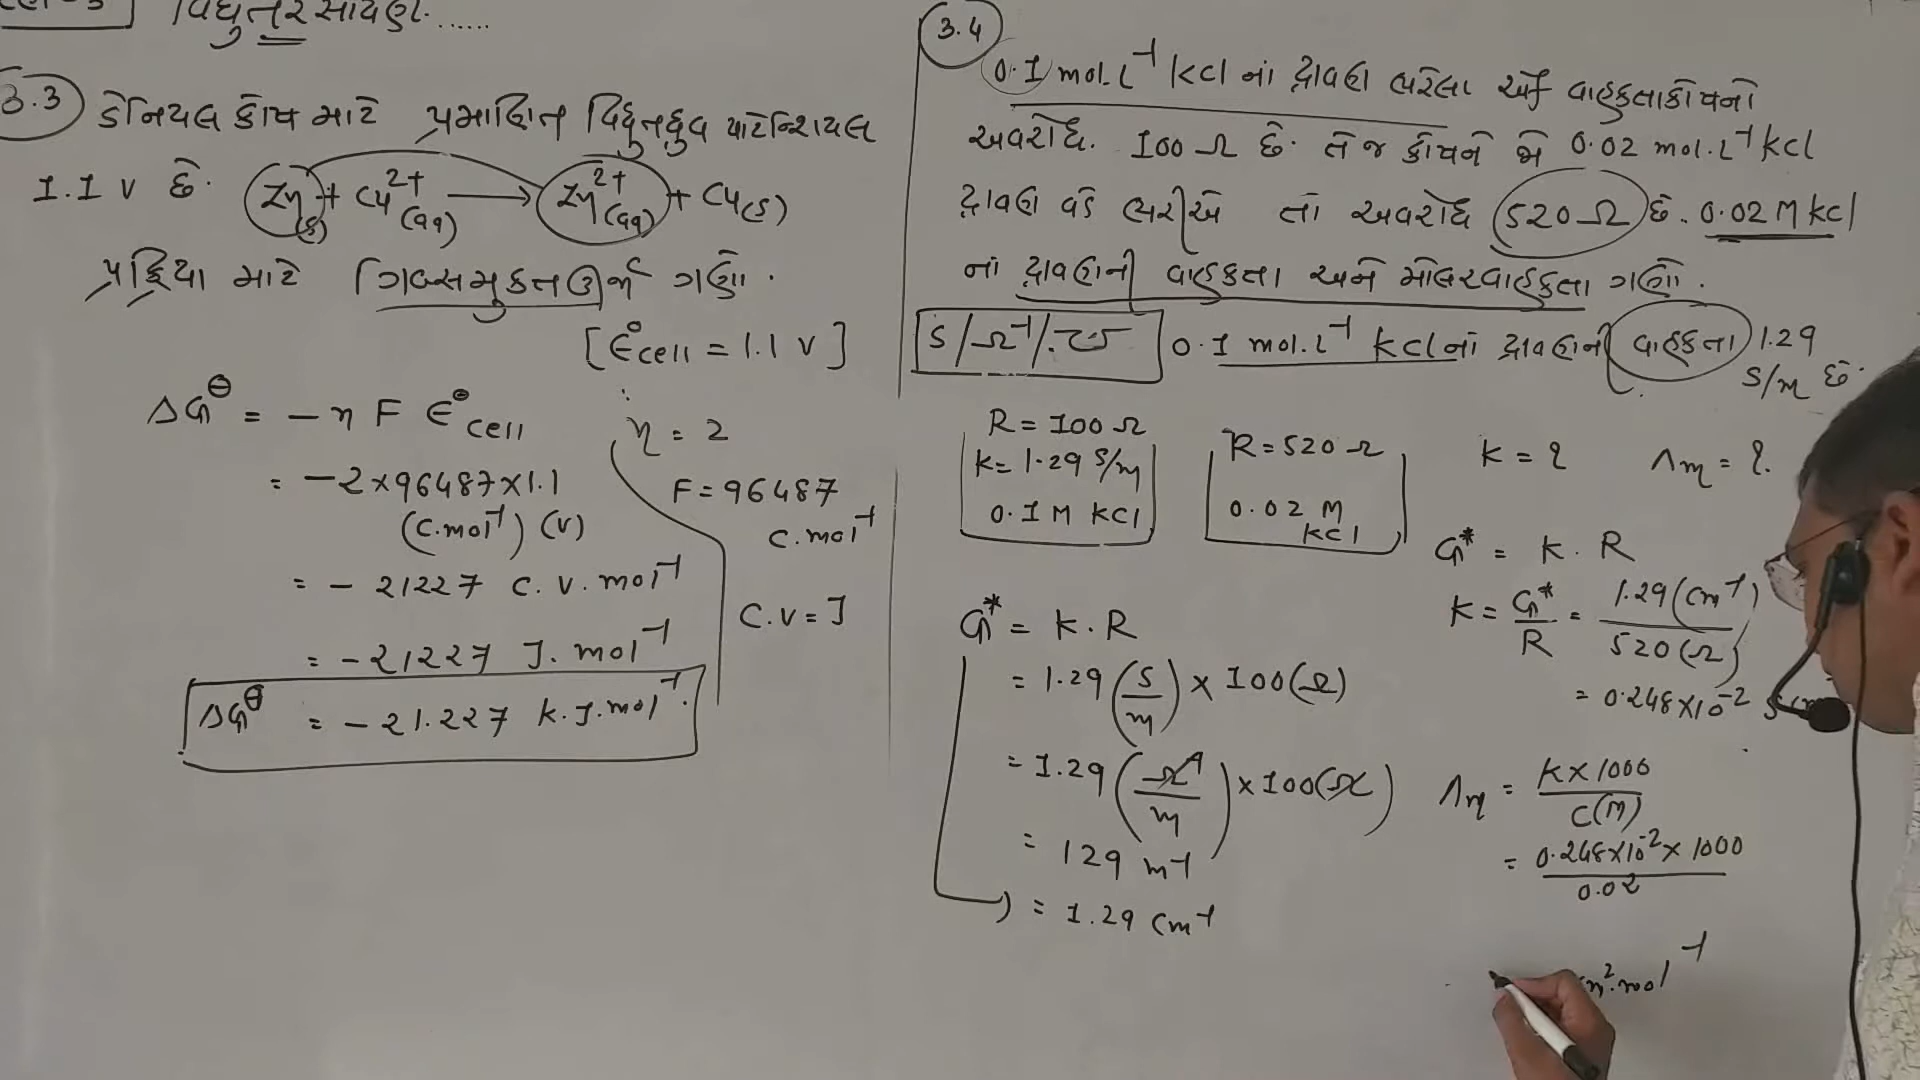 વિદ્યુતરસાયણ......
3.3 ડેનિયલ કોષ માટે પ્રમાણિત વિદ્યુતધ્રુવ પોટેન્શિયલ
1.1 V છે. Zn(s) + Cu²⁺(aq) ⟶ Zn²⁺(aq) + Cu(s)
પ્રક્રિયા માટે ગિબ્સમુક્તઊર્જા ગણો.
[E°cell = 1.1 V]
ΔG⊖ = – n F E⊖cell
= – 2 × 96487 × 1.1
(C.mol⁻¹) (V)
= – 21227 C.V.mol⁻¹
= – 21227 J.mol⁻¹
ΔG⊖ = – 21.227 k.J.mol⁻¹.
n = 2
F = 96487
C.mol⁻¹
C.V = J
3.4
0.1 mol.L⁻¹ KCl નાં દ્રાવણ ભરેલા એક વાહકતાકોષનો
અવરોધ. 100 Ω છે. તે જ કોષને જો 0.02 mol.L⁻¹ KCl
દ્રાવણ વડે ભરીએ તો અવરોધ 520 Ω છે. 0.02 M KCl
નાં દ્રાવણની વાહકતા અને મોલરવાહકતા ગણો.
S/Ω⁻¹/.
0.1 mol.L⁻¹ KCl નાં દ્રાવણની વાહકતા 1.29
S/m છે.
R = 100 Ω
K = 1.29 S/m
0.1 M KCl
R = 520 Ω
0.02 M
KCl
K = ? Λm = ?.
G* = K . R
= 1.29 (S/m) × 100 (Ω)
= 1.29 (Ω⁻¹/m) × 100 (Ω)
= 129 m⁻¹
= 1.29 cm⁻¹
G* = K . R
K = G*/R = 1.29 (cm⁻¹)/520 (Ω)
= 0.248 × 10⁻²
Λm = K × 1000/C(M)
= 0.248 × 10⁻² × 1000/0.02
m².mol⁻¹